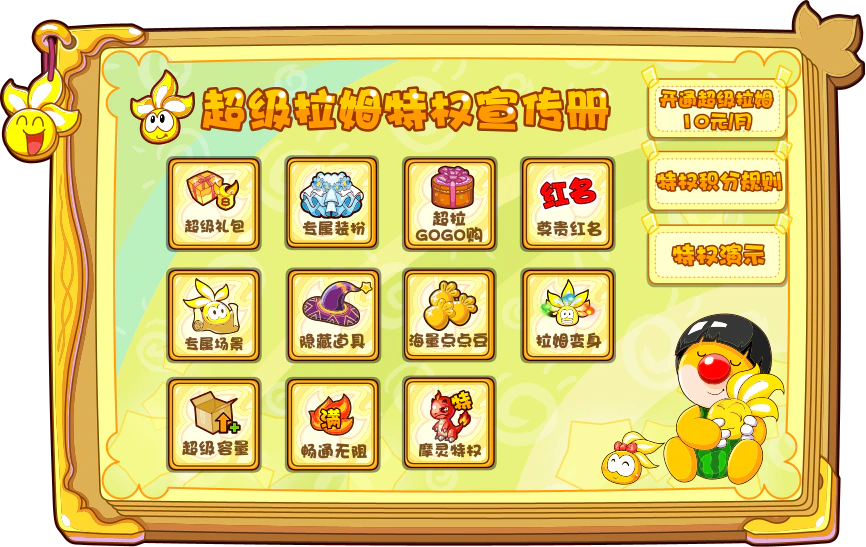 超级拉姆特权宣传册
开通超级拉姆
10元/月
特权积分规则
特权演示
超级礼包
专属装扮
超拉
GOGO购
红名
尊贵红名
专属场景
隐藏道具
海量点点豆
拉姆变身
超级容量
满
畅通无阻
特
摩灵特权